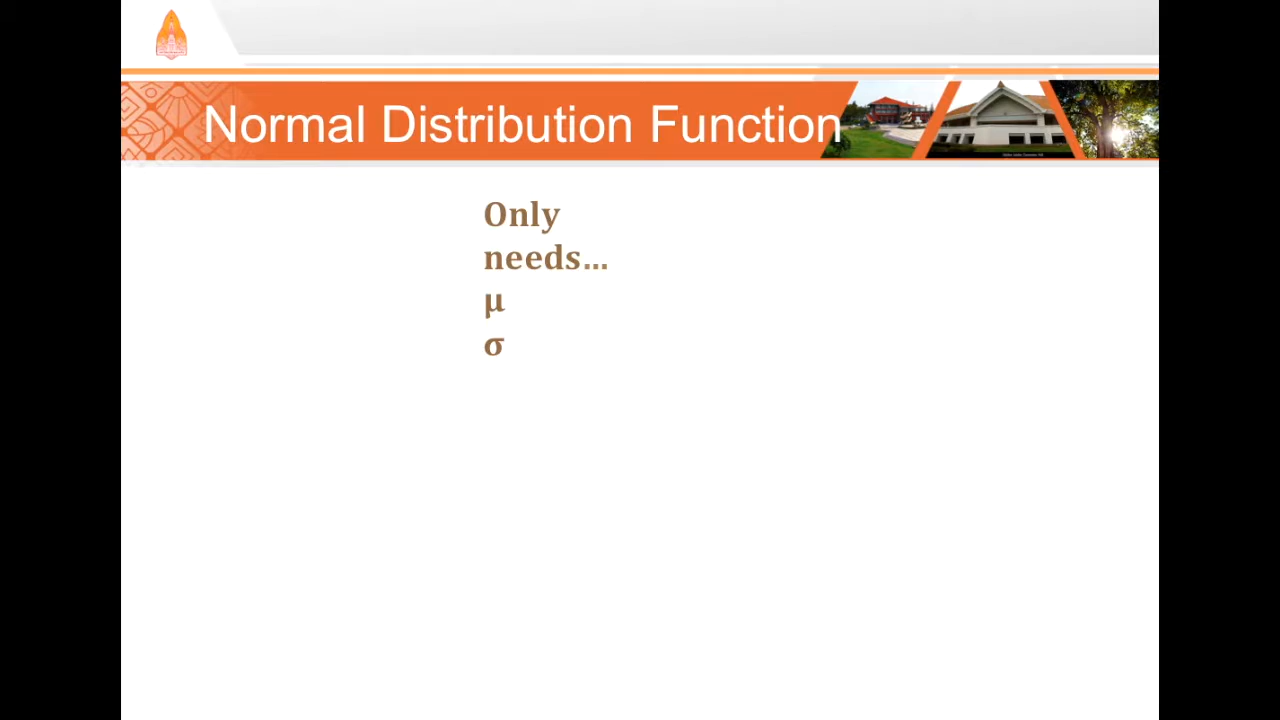 Normal Distribution Function
Only
needs…
μ
σ